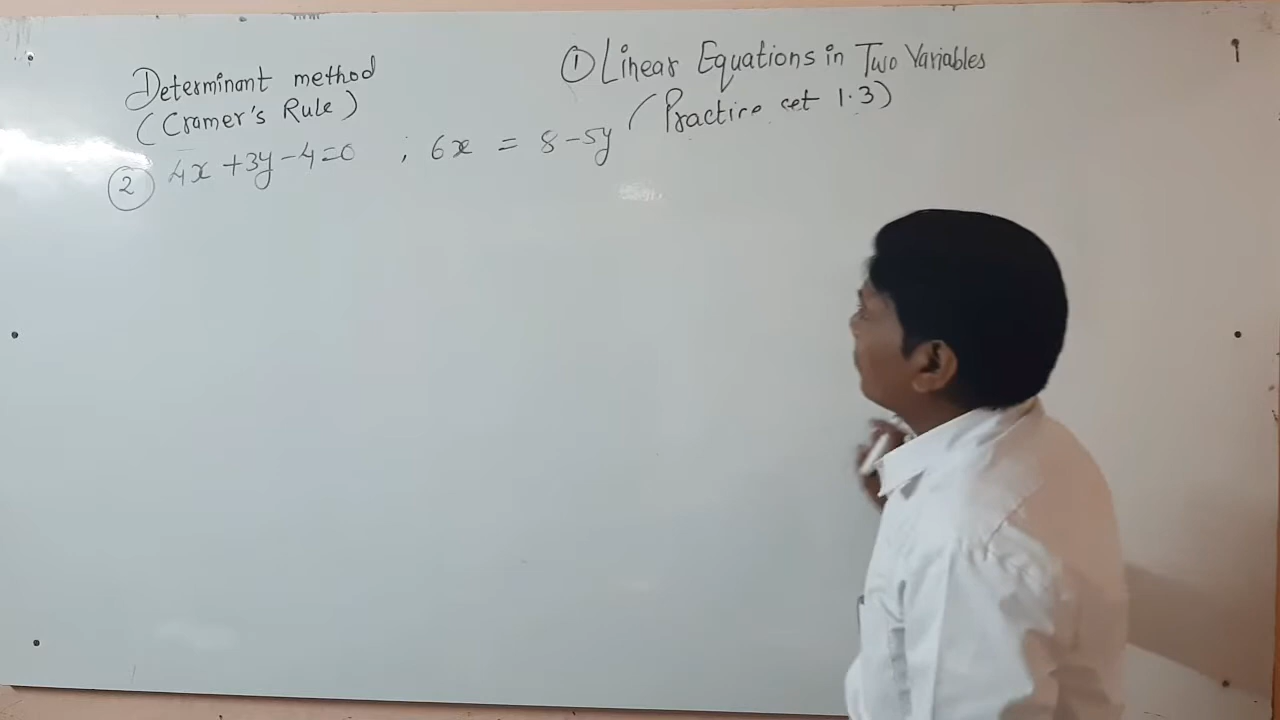 Determinant method
(Cramer's Rule)
① Linear Equations in Two Variables
(Practice set 1.3)
② 4x + 3y - 4 = 0 ; 6x = 8 - 5y